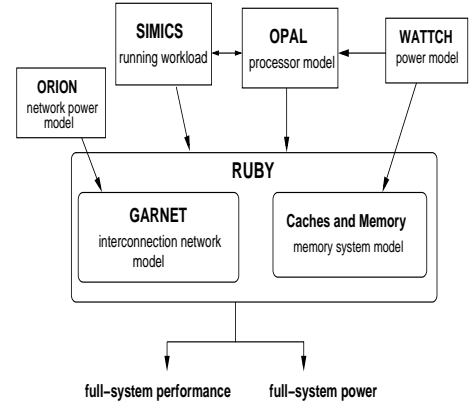 SIMICS
running workload
OPAL
processor model
WATTCH
power model
ORION
network power
model
RUBY
GARNET
interconnection network
model
Caches and Memory
memory system model
full-system performance
full-system power